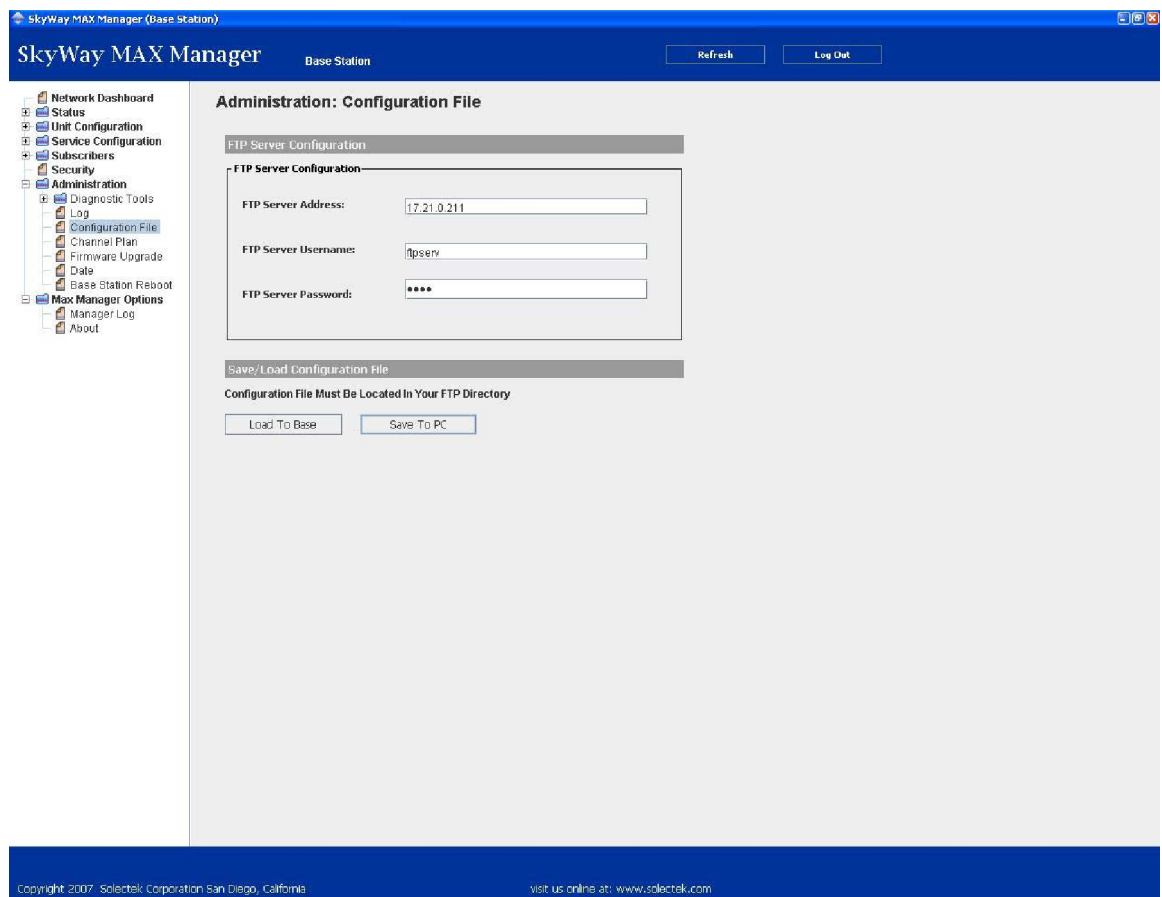 SkyWay MAX Manager (Base Station)
SkyWay MAX Manager
Base Station
Refresh
Log Out
Network Dashboard
Status
Unit Configuration
Service Configuration
Subscribers
Security
Administration
Diagnostic Tools
Log
Configuration File
Channel Plan
Firmware Upgrade
Date
Base Station Reboot
Max Manager Options
Manager Log
About
Administration: Configuration File
FTP Server Configuration
FTP Server Configuration
FTP Server Address:
17.21.0.211
FTP Server Username:
ftpserv
FTP Server Password:
••••
Save/Load Configuration File
Configuration File Must Be Located In Your FTP Directory
Load To Base
Save To PC
Copyright 2007 Solectek Corporation San Diego, California
visit us online at: www.solectek.com